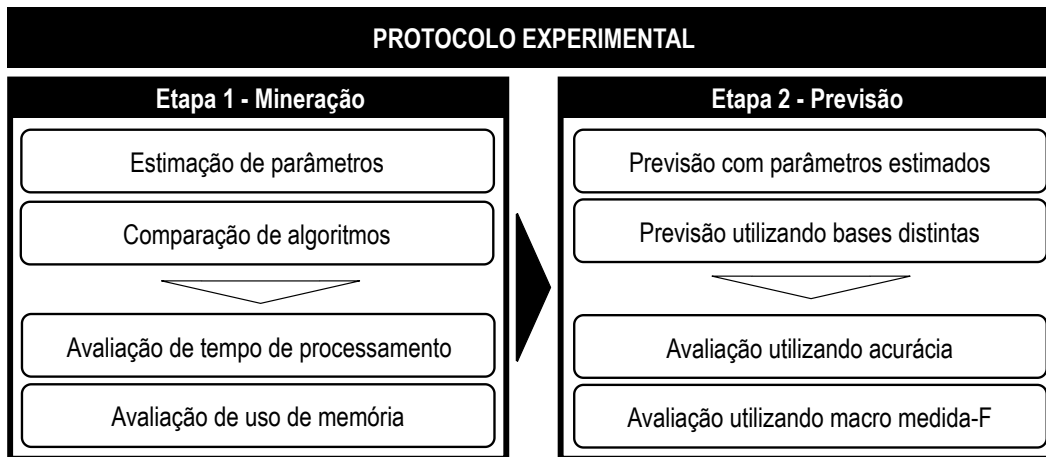 PROTOCOLO EXPERIMENTAL
Etapa 1 - Mineração
Estimação de parâmetros
Comparação de algoritmos
Avaliação de tempo de processamento
Avaliação de uso de memória
Etapa 2 - Previsão
Previsão com parâmetros estimados
Previsão utilizando bases distintas
Avaliação utilizando acurácia
Avaliação utilizando macro medida-F